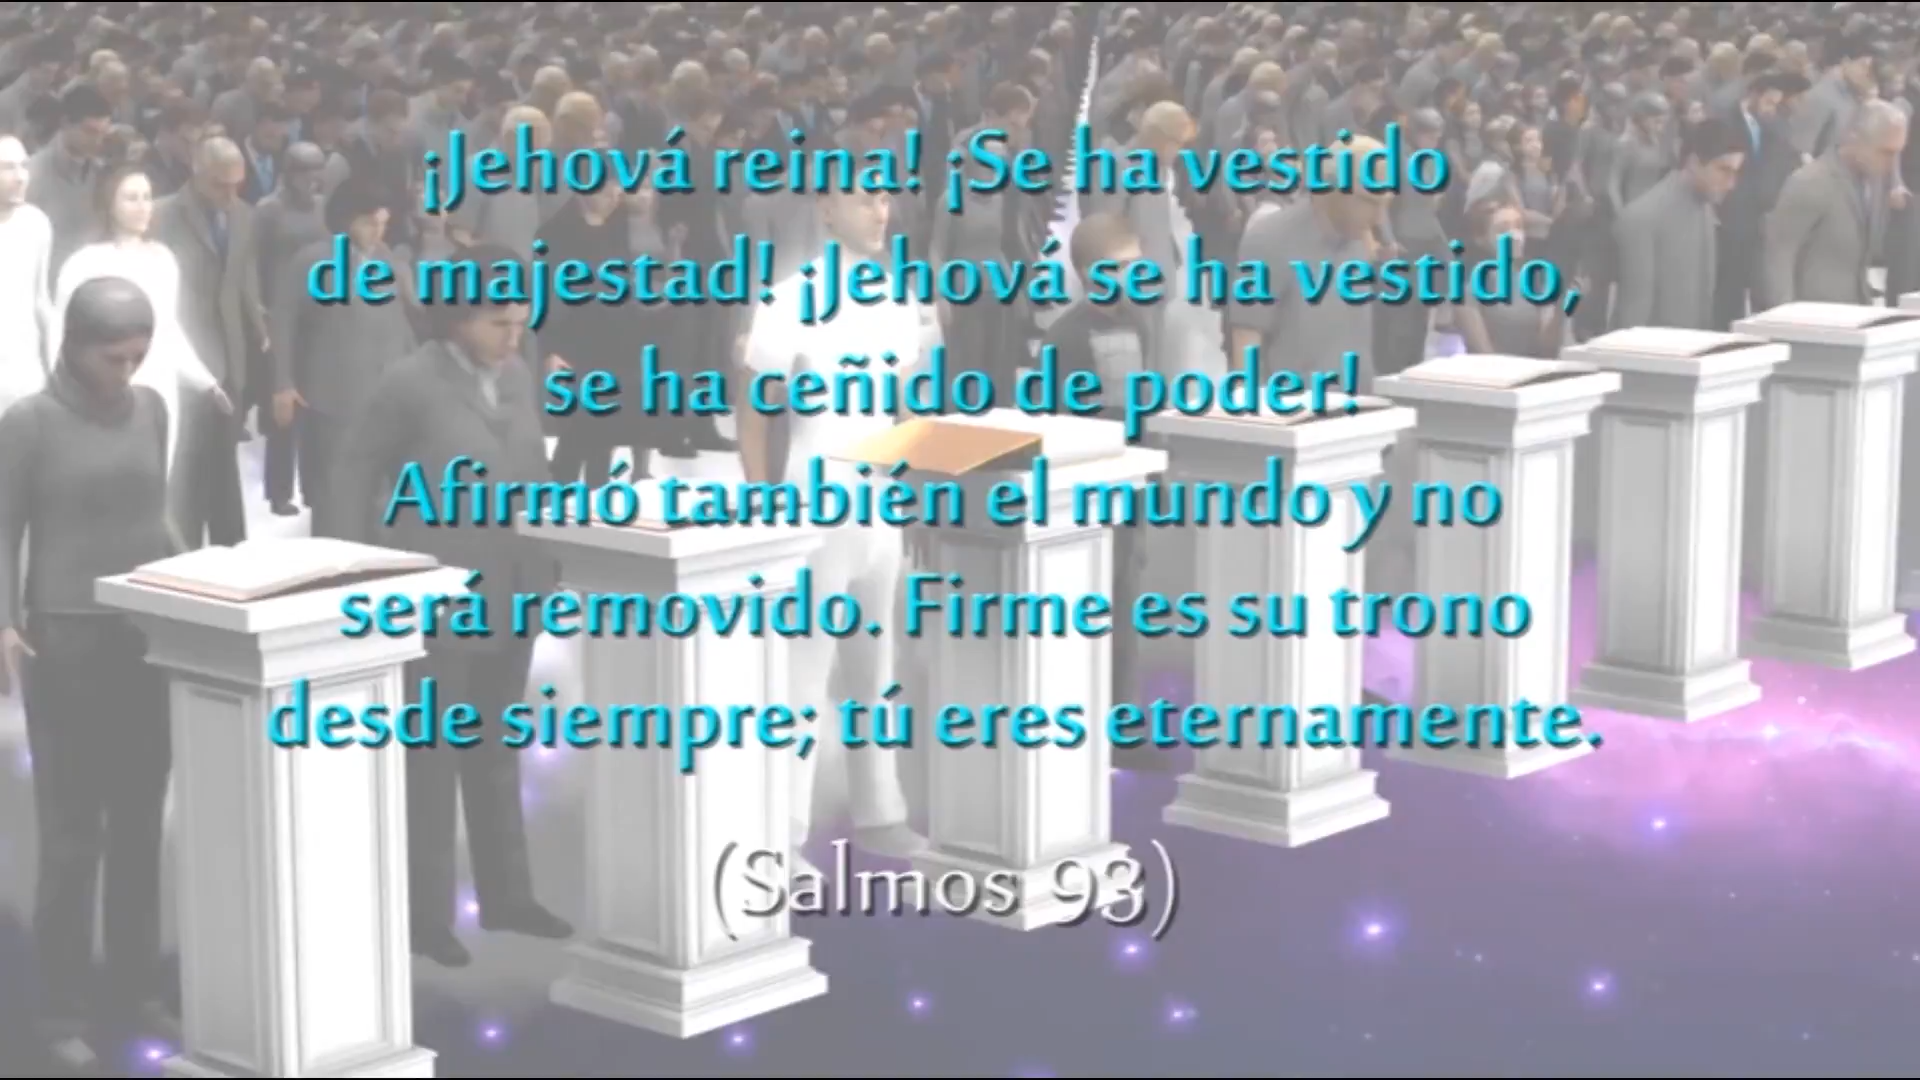 ¡Jehová reina! ¡Se ha vestido
de majestad! ¡Jehová se ha vestido,
se ha ceñido de poder!
Afirmó también el mundo y no
será removido. Firme es su trono
desde siempre; tú eres eternamente.
(Salmos 93)